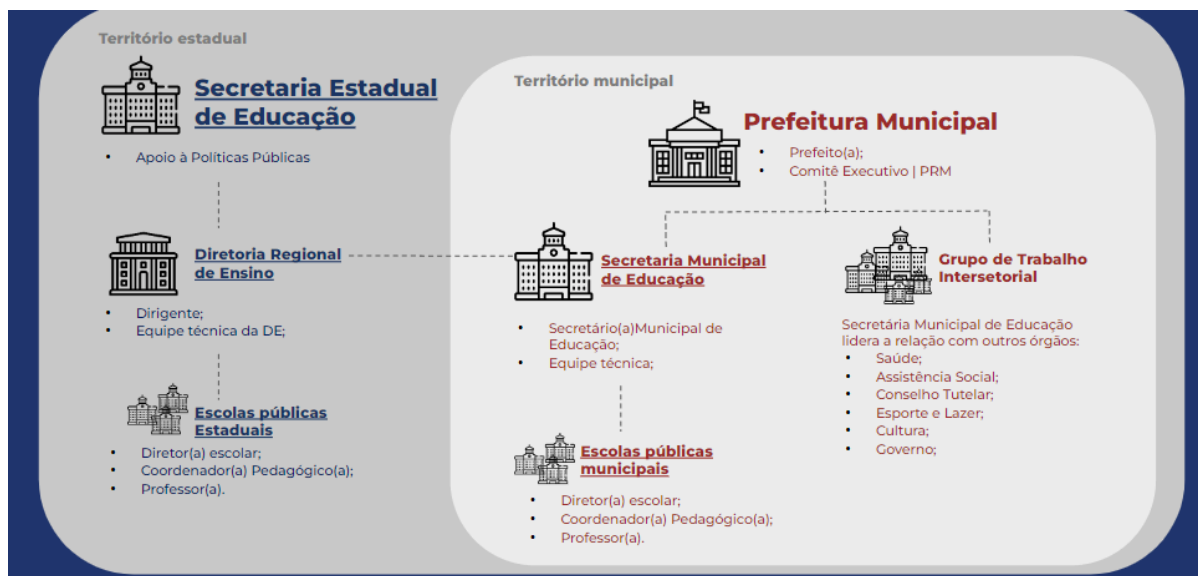 Território estadual
Secretaria Estadual
de Educação
• Apoio à Políticas Públicas
Diretoria Regional
de Ensino
• Dirigente;
• Equipe técnica da DE;
Escolas públicas
Estaduais
• Diretor(a) escolar;
• Coordenador(a) Pedagógico(a);
• Professor(a).
Território municipal
Prefeitura Municipal
• Prefeito(a);
• Comitê Executivo | PRM
Secretaria Municipal
de Educação
• Secretário(a)Municipal de
Educação;
• Equipe técnica;
Escolas públicas
municipais
• Diretor(a) escolar;
• Coordenador(a) Pedagógico(a);
• Professor(a).
Grupo de Trabalho
Intersetorial
Secretária Municipal de Educação
lidera a relação com outros órgãos:
• Saúde;
• Assistência Social;
• Conselho Tutelar;
• Esporte e Lazer;
• Cultura;
• Governo;